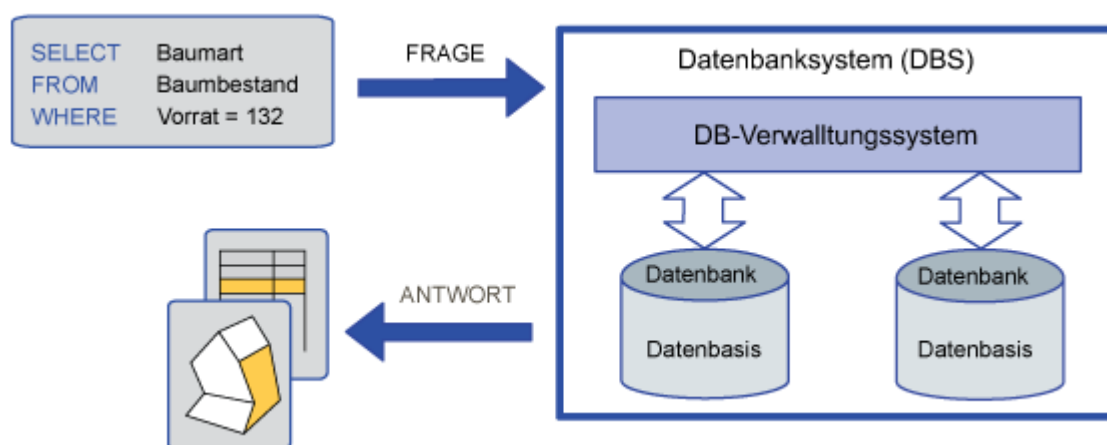 SELECT Baumart
FROM Baumbestand
WHERE Vorrat = 132
FRAGE
Datenbanksystem (DBS)
DB-Verwalltungssystem
Datenbank
Datenbasis
Datenbank
Datenbasis
ANTWORT